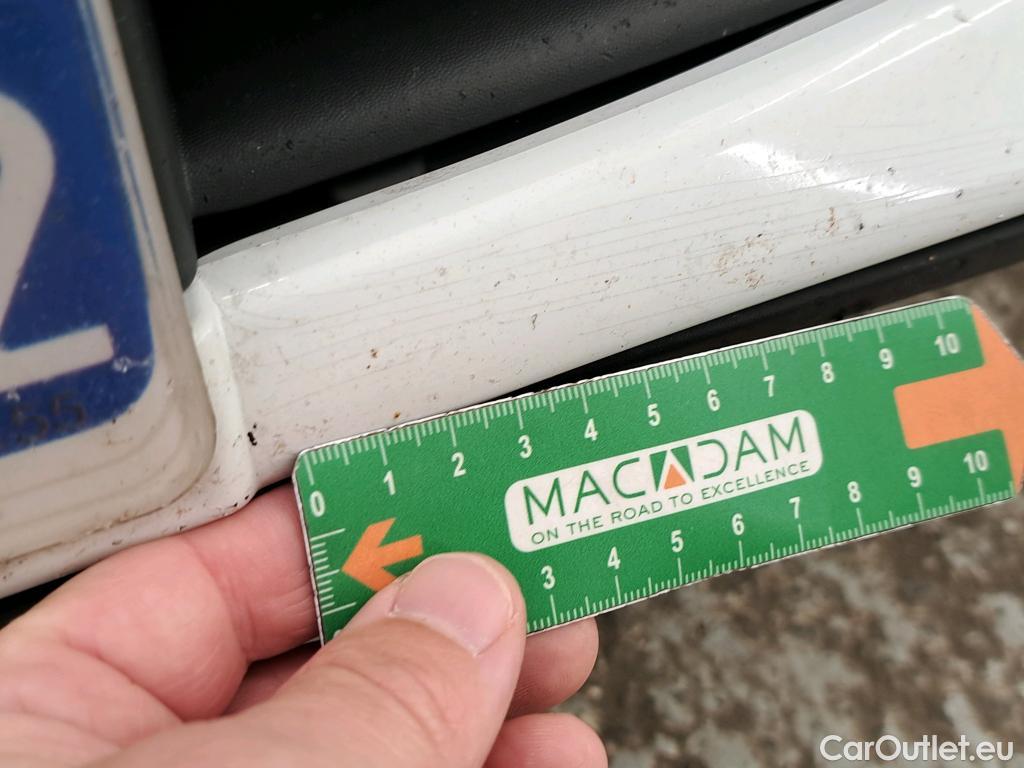 2
55
0 1 2 3 4 5 6 7 8 9 10
MACADAM
ON THE ROAD TO EXCELLENCE
3 4 5 6 7 8 9 10
CarOutlet.eu